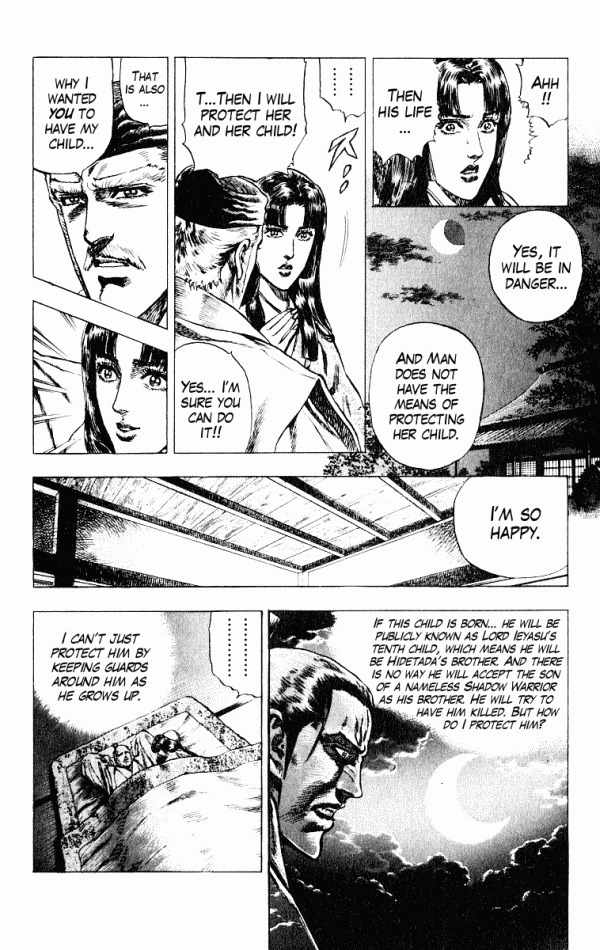 AHH
!!
THEN
HIS LIFE
...
YES, IT
WILL BE IN
DANGER...
AND MAN
DOES NOT
HAVE THE
MEANS OF
PROTECTING
HER CHILD.
......
T...THEN I WILL
PROTECT HER
AND HER CHILD!
YES... I'M
SURE YOU
CAN DO
IT!!
THAT
IS ALSO
...
WHY I
WANTED
YOU TO
HAVE MY
CHILD...
I'M SO
HAPPY.
IF THIS CHILD IS BORN... HE WILL BE
PUBLICLY KNOWN AS LORD IEYASU'S
TENTH CHILD, WHICH MEANS HE WILL
BE HIDETADA'S BROTHER. AND THERE
IS NO WAY HE WILL ACCEPT THE SON
OF A NAMELESS SHADOW WARRIOR
AS HIS BROTHER. HE WILL TRY TO
HAVE HIM KILLED. BUT HOW
DO I PROTECT HIM?
......
I CAN'T JUST
PROTECT HIM BY
KEEPING GUARDS
AROUND HIM AS
HE GROWS UP.